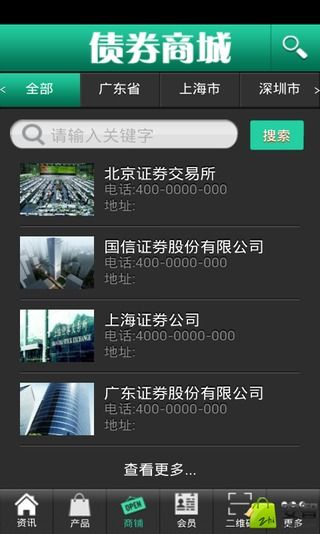 债券商城
< 全部 广东省 上海市 深圳市 >
请输入关键字 搜索
北京证券交易所
电话:400-0000-000
地址:
国信证券股份有限公司
电话:4000-0000-000
地址:
上海证券公司
电话:400-0000-000
地址:
广东证券股份有限公司
电话:400-0000-000
地址:
查看更多...
OPEN
资讯 产品 商铺 会员 二维码 更多